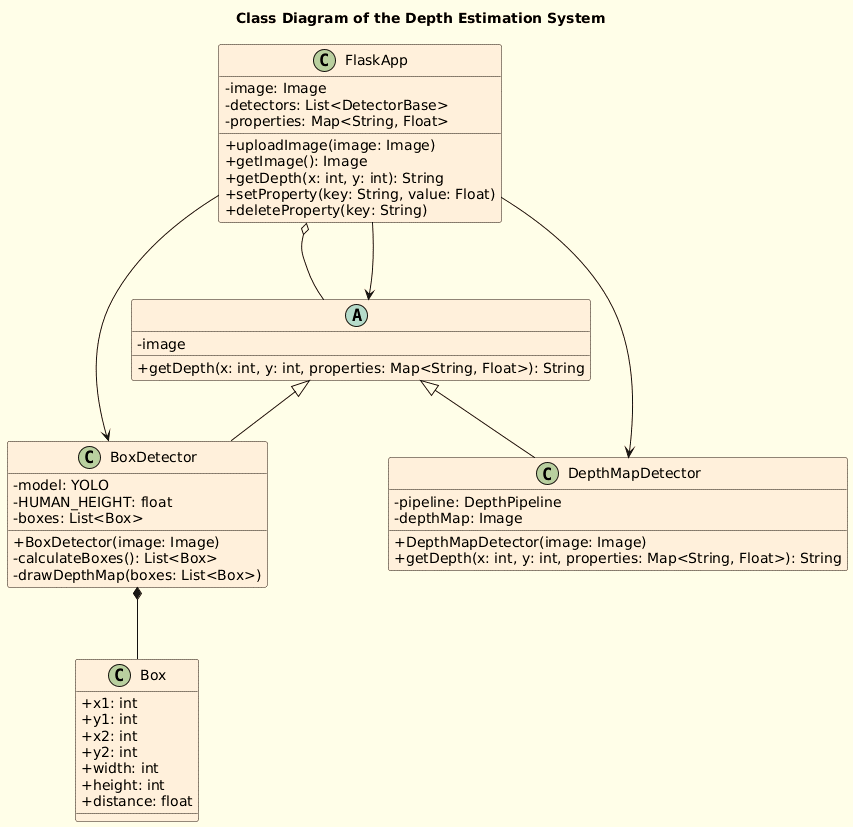 Class Diagram of the Depth Estimation System
C FlaskApp
-image: Image
-detectors: List<DetectorBase>
-properties: Map<String, Float>
+uploadImage(image: Image)
+getImage(): Image
+getDepth(x: int, y: int): String
+setProperty(key: String, value: Float)
+deleteProperty(key: String)
A
-image
+getDepth(x: int, y: int, properties: Map<String, Float>): String
C BoxDetector
-model: YOLO
-HUMAN_HEIGHT: float
-boxes: List<Box>
+BoxDetector(image: Image)
-calculateBoxes(): List<Box>
-drawDepthMap(boxes: List<Box>)
C DepthMapDetector
-pipeline: DepthPipeline
-depthMap: Image
+DepthMapDetector(image: Image)
+getDepth(x: int, y: int, properties: Map<String, Float>): String
C Box
+x1: int
+y1: int
+x2: int
+y2: int
+width: int
+height: int
+distance: float